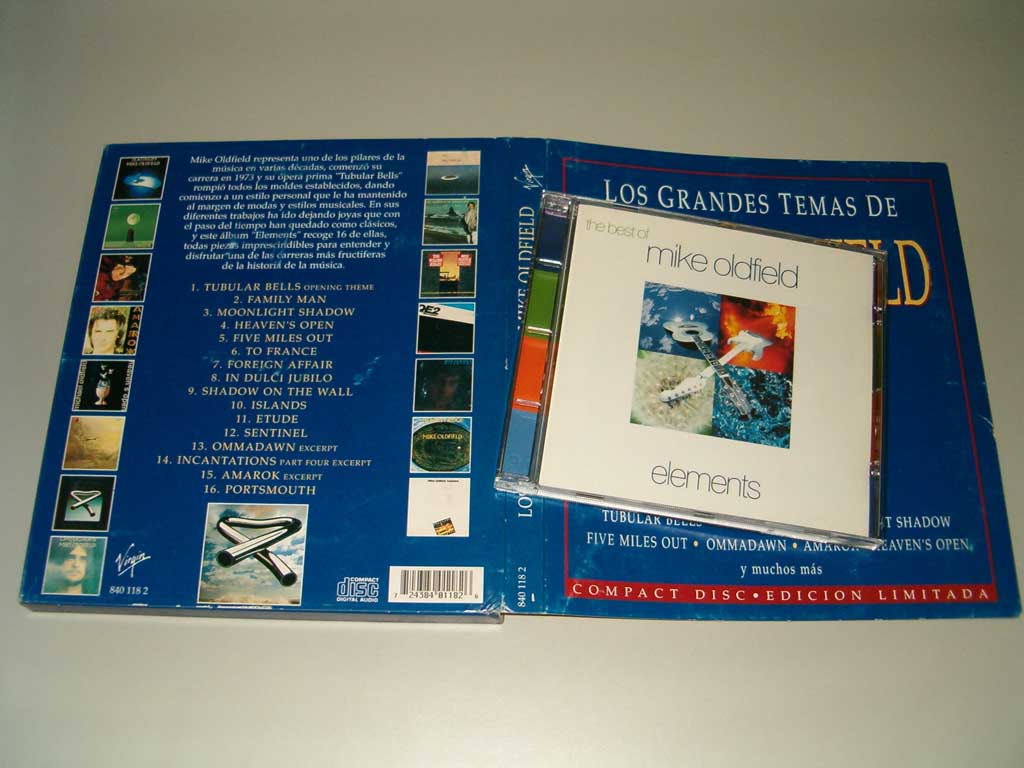 Mike Oldfield representa uno de los pilares de la
música en varias décadas, comenzó su
carrera en 1973 y su opera prima "Tubular Bells"
rompió todos los moldes establecidos, dando
comienzo a un estilo personal que le ha mantenido
al margen de modas y estilos musicales. En sus
diferentes trabajos ha ido dejando joyas que con
el paso del tiempo han quedado como clásicos,
y este álbum "Elements" recoge 16 de ellas,
todas piezas imprescindibles para entender y
disfrutar una de las carreras más fructíferas
de la historia de la música.
1. TUBULAR BELLS OPENING THEME
2. FAMILY MAN
3. MOONLIGHT SHADOW
4. HEAVEN'S OPEN
5. FIVE MILES OUT
6. TO FRANCE
7. FOREIGN AFFAIR
8. IN DULCI JUBILO
9. SHADOW ON THE WALL
10. ISLANDS
11. ETUDE
12. SENTINEL
13. OMMADAWN EXCERPT
14. INCANTATIONS PART FOUR EXCERPT
15. AMAROK EXCERPT
16. PORTSMOUTH
AMAROK
QE2
MIKE OLDFIELD
Virgin
840 118 2
COMPACT
disc
DIGITAL AUDIO
7 24384 01182 6
Virgin
MIKE OLDFIELD
LO
840 118 2
LOS GRANDES TEMAS DE
ELD
the best of
mike oldfield
elements
TUBULAR BELLS
T SHADOW
FIVE MILES OUT • OMMADAWN • AMAROK HEAVEN'S OPEN
y muchos más
COMPACT DISC • EDICION LIMITADA